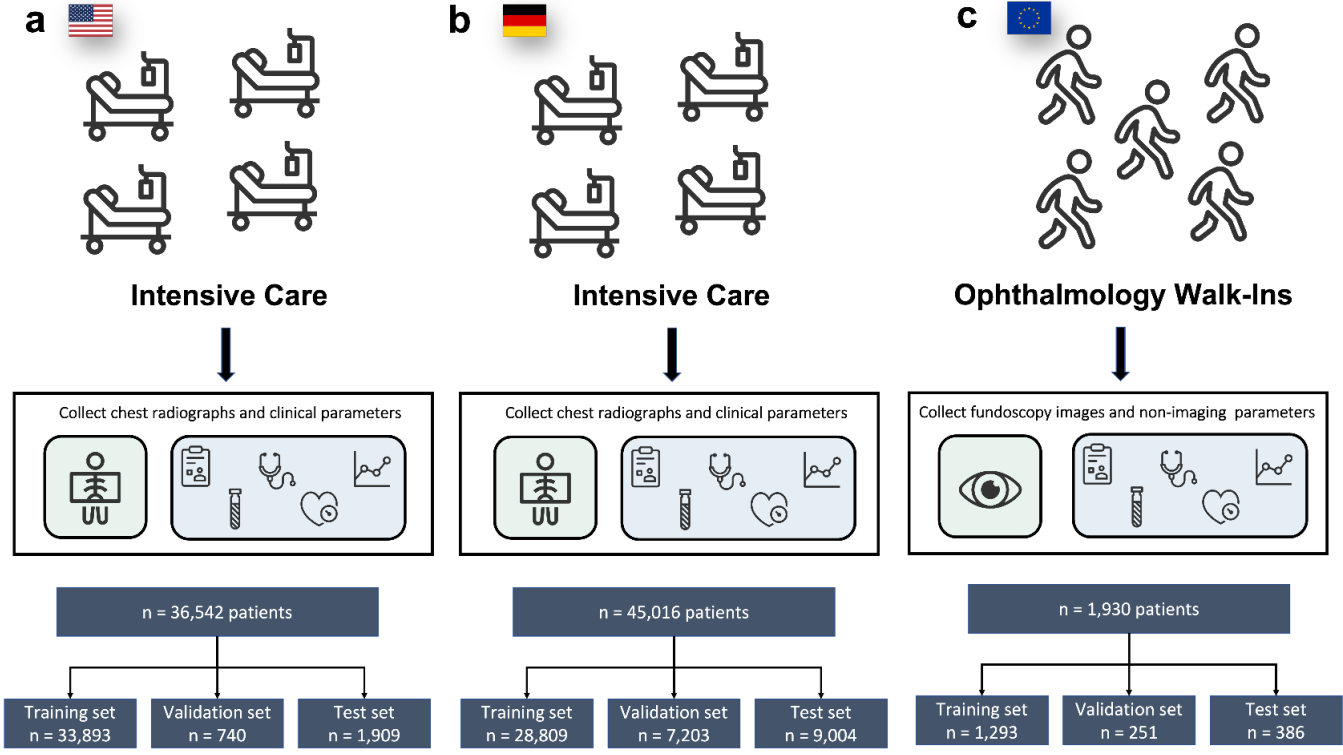 a
Intensive Care
Collect chest radiographs and clinical parameters
n = 36,542 patients
Training set
n = 33,893
Validation set
n = 740
Test set
n = 1,909
b
Intensive Care
Collect chest radiographs and clinical parameters
n = 45,016 patients
Training set
n = 28,809
Validation set
n = 7,203
Test set
n = 9,004
c
Ophthalmology Walk-Ins
Collect fundoscopy images and non-imaging parameters
n = 1,930 patients
Training set
n = 1,293
Validation set
n = 251
Test set
n = 386